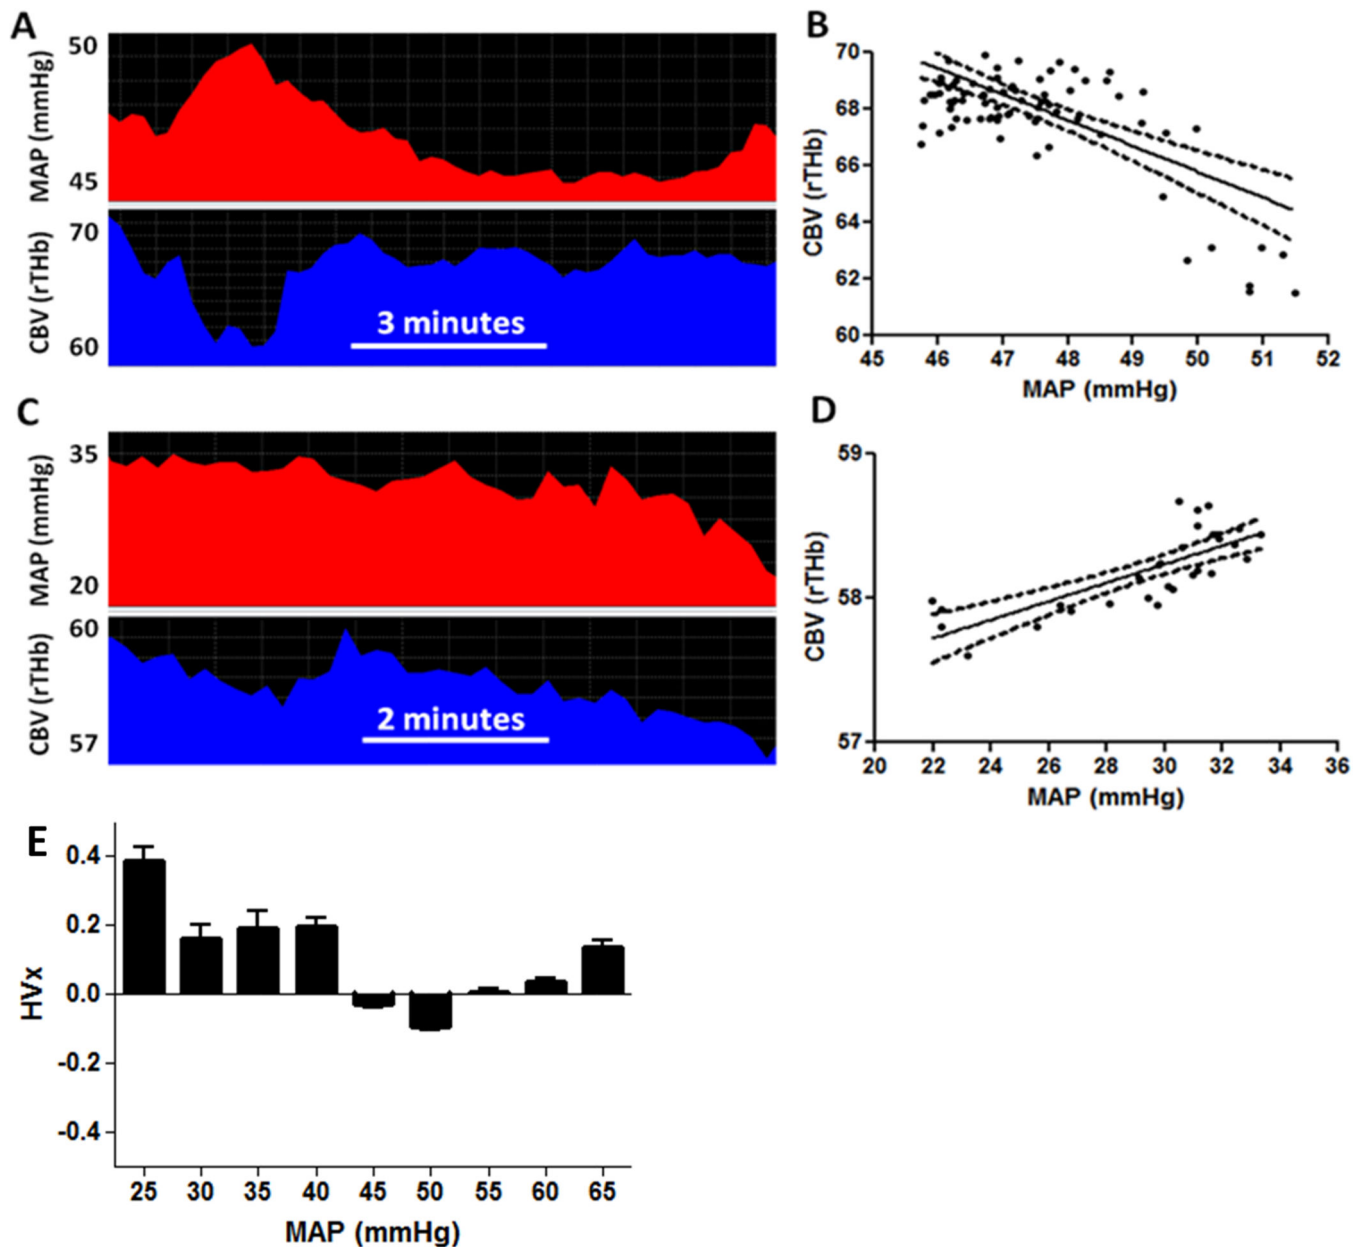 A
MAP (mmHg)
50
45
CBV (rTHb)
70
60
3 minutes
B
CBV (rTHb)
70
68
66
64
62
60
45 46 47 48 49 50 51 52
MAP (mmHg)
C
MAP (mmHg)
35
20
CBV (rTHb)
60
57
2 minutes
D
CBV (rTHb)
59
58
57
20 22 24 26 28 30 32 34 36
MAP (mmHg)
E
HVx
0.4
0.2
0.0
-0.2
-0.4
25 30 35 40 45 50 55 60 65
MAP (mmHg)